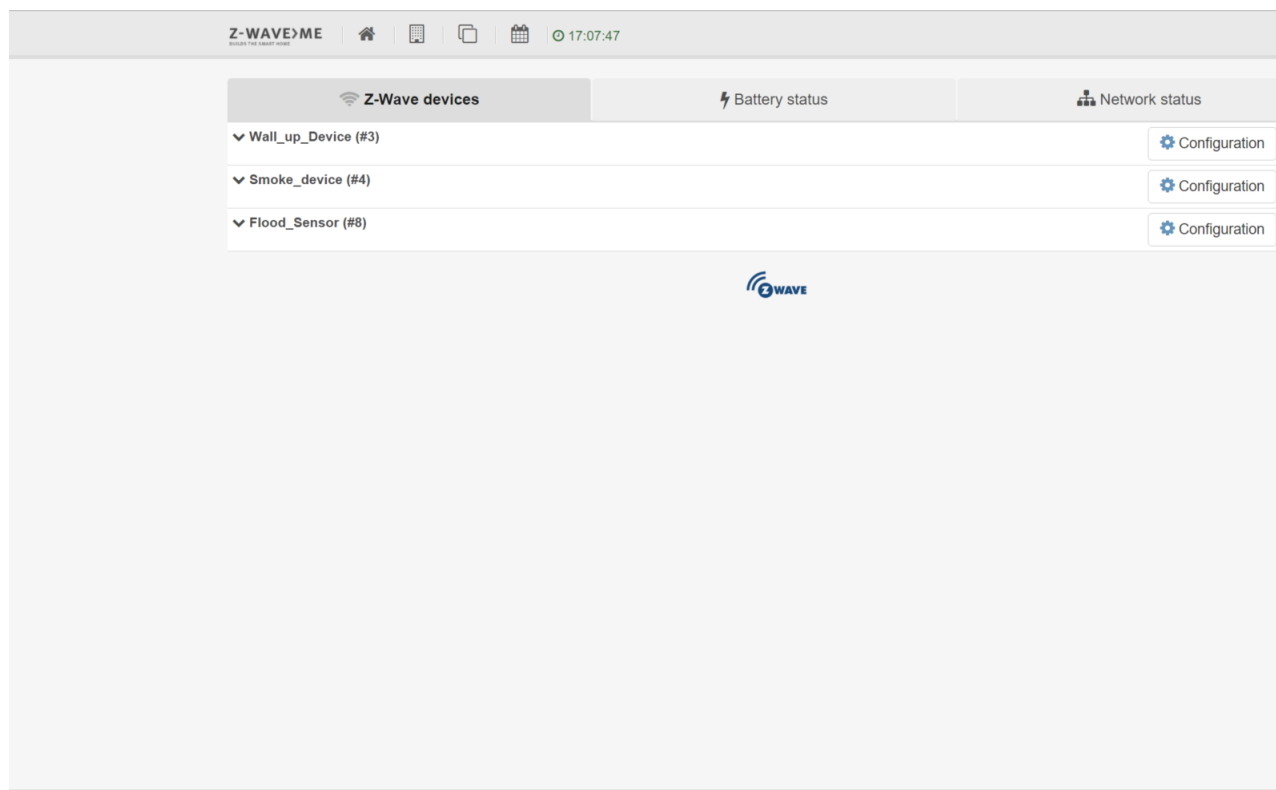 Z-WAVE>ME
BUILDS THE SMART HOME
17:07:47
Z-Wave devices
Battery status
Network status
Wall_up_Device (#3)
Configuration
Smoke_device (#4)
Configuration
Flood_Sensor (#8)
Configuration
Z WAVE